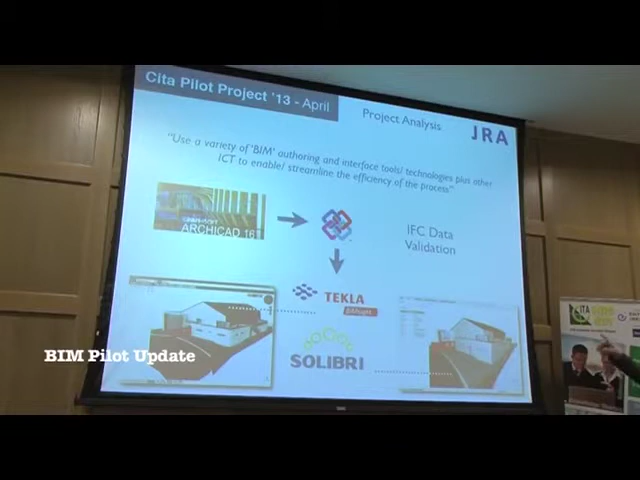 Cita Pilot Project '13 - April
Project Analysis
JRA
"Use a variety of 'BIM' authoring and interface tools/ technologies plus other
ICT to enable/ streamline the efficiency of the process"
ARCHICAD 16
IFC Data
Validation
TEKLA
BIMsight
SOLIBRI
BIM Pilot Update
CITA